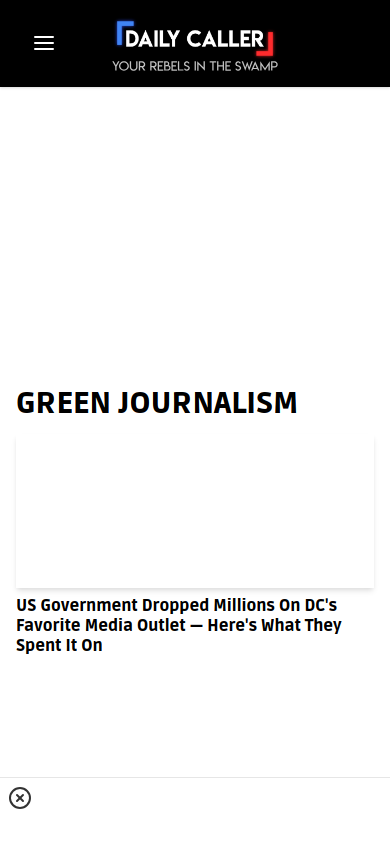 DAILY CALLER
YOUR REBELS IN THE SWAMP
GREEN JOURNALISM
US Government Dropped Millions On DC's
Favorite Media Outlet — Here's What They
Spent It On